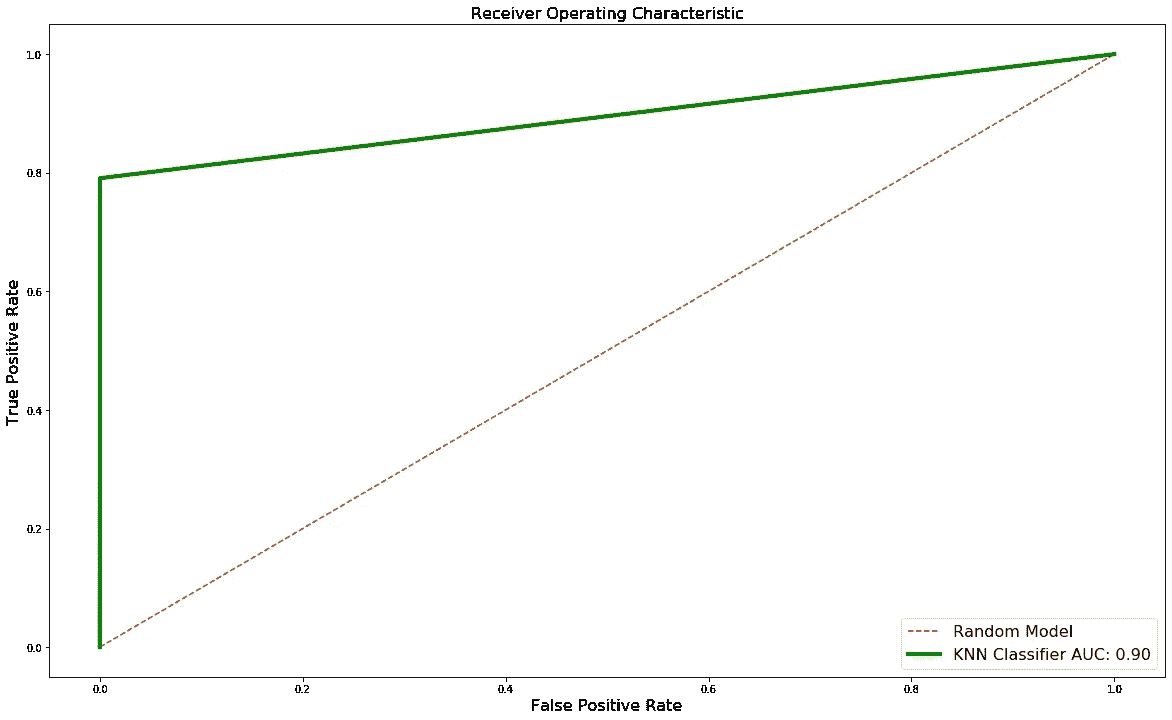 Receiver Operating Characteristic
1.0
0.8
0.6
0.4
0.2
0.0
True Positive Rate
0.0 0.2 0.4 0.6 0.8 1.0
False Positive Rate
Random Model
KNN Classifier AUC: 0.90